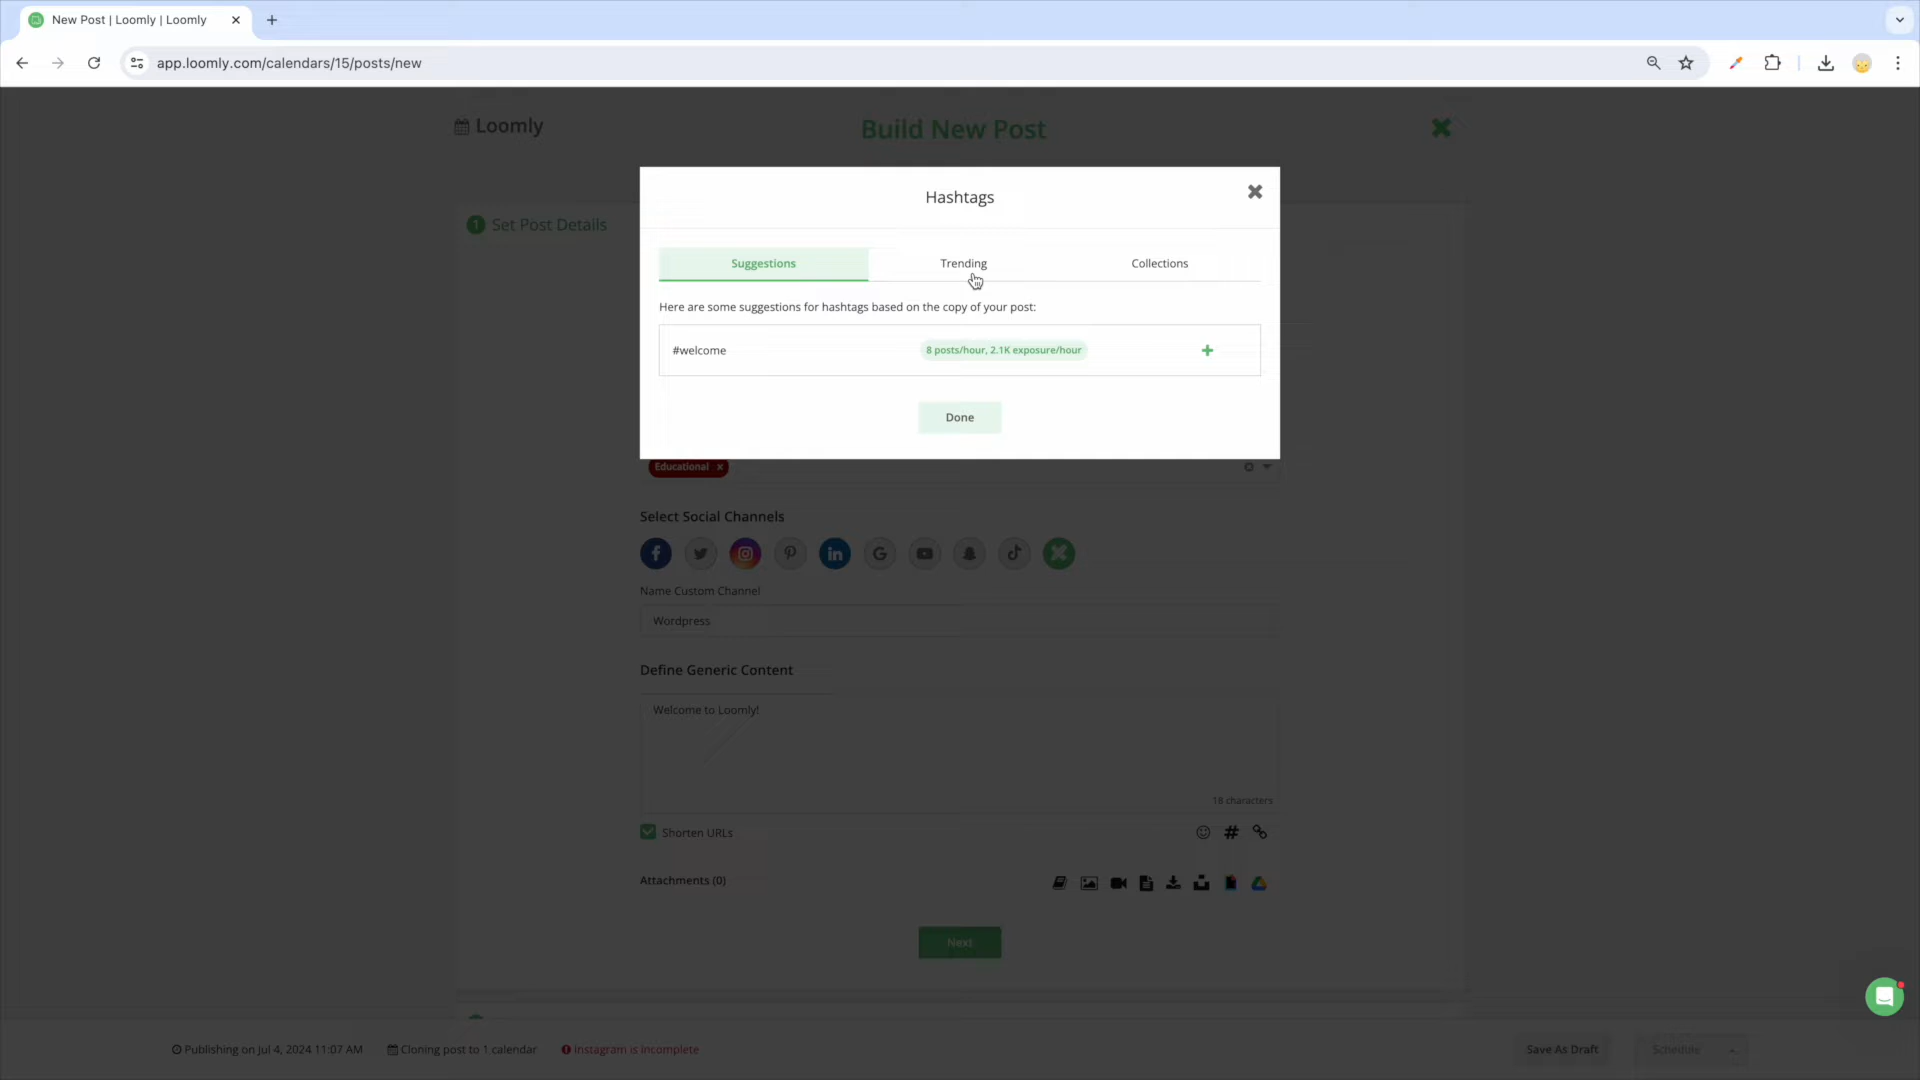 New Post | Loomly | Loomly
app.loomly.com/calendars/15/posts/new
Loomly
Build New Post
Hashtags
1 Set Post Details
Suggestions
Trending
Collections
Here are some suggestions for hashtags based on the copy of your post:
#welcome
8 posts/hour, 2.1K exposure/hour
Done
Educational
Select Social Channels
Name Custom Channel
Wordpress
Define Generic Content
Welcome to Loomly!
18 characters
Shorten URLs
Attachments (0)
Next
Publishing on Jul 4, 2024 11:07 AM
Cloning post to 1 calendar
Instagram is incomplete
Save As Draft
Schedule